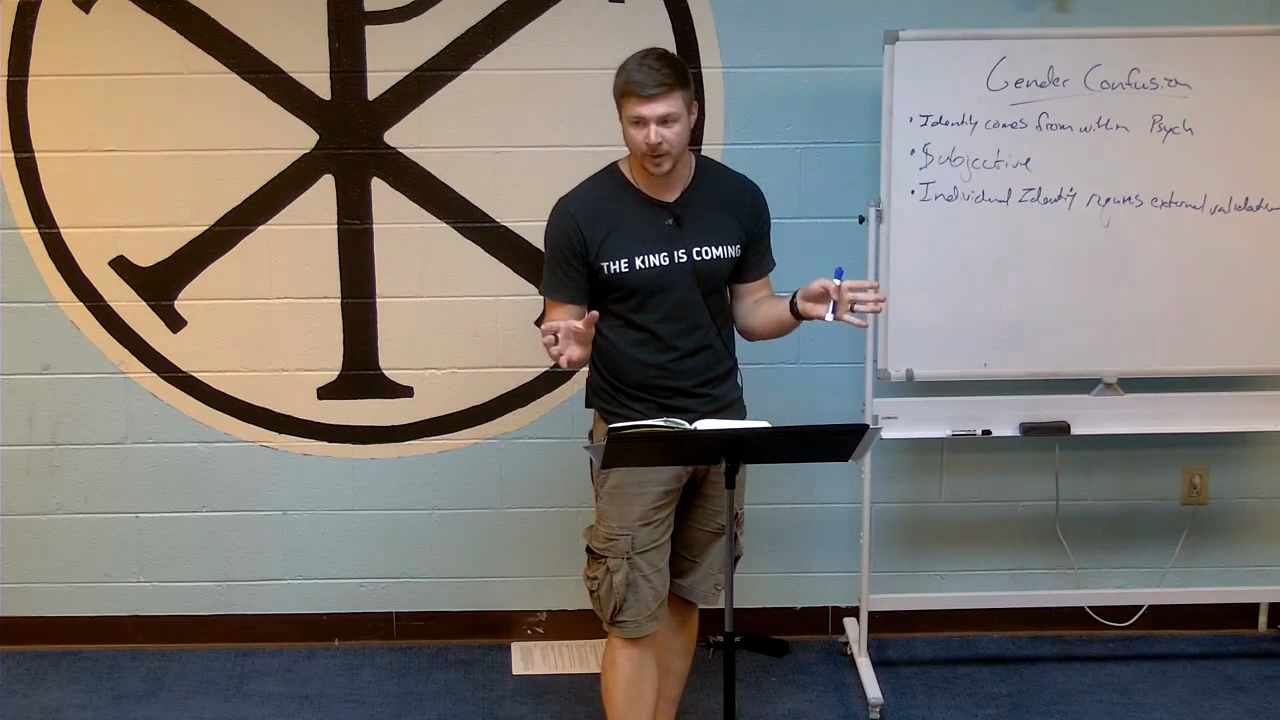 THE KING IS COMING
Gender Confusion
• Identity comes from within Psych
• Subjective
• Individual Identity requires external validation